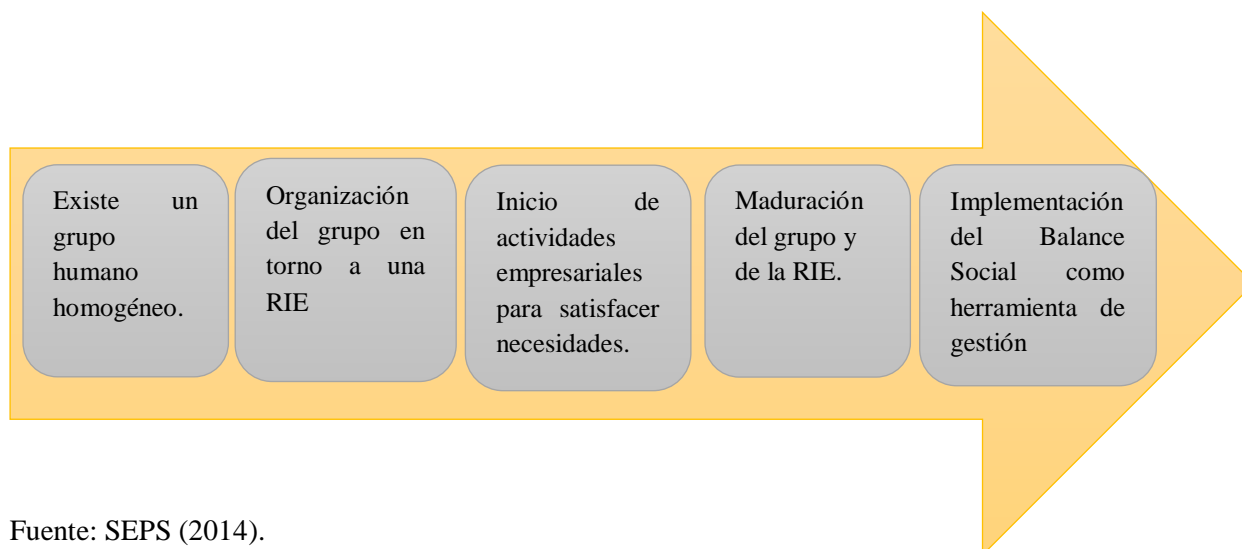 Existe un
grupo
humano
homogéneo.
Organización
del grupo en
torno a una
RIE
Inicio de
actividades
empresariales
para satisfacer
necesidades.
Maduración
del grupo y
de la RIE.
Implementación
del Balance
Social como
herramienta de
gestión
Fuente: SEPS (2014).